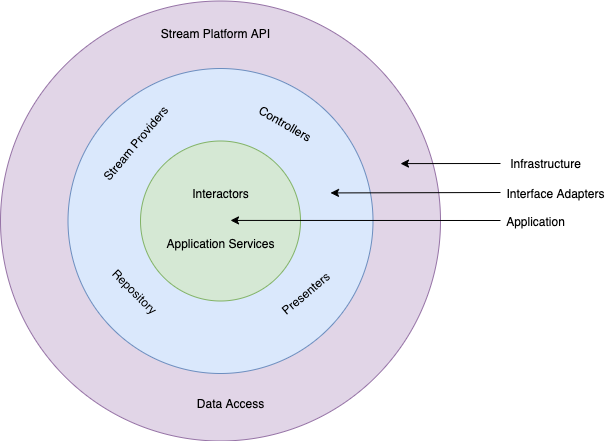 Stream Platform API
Stream Providers
Controllers
Infrastructure
Interactors
Interface Adapters
Application
Application Services
Repository
Presenters
Data Access